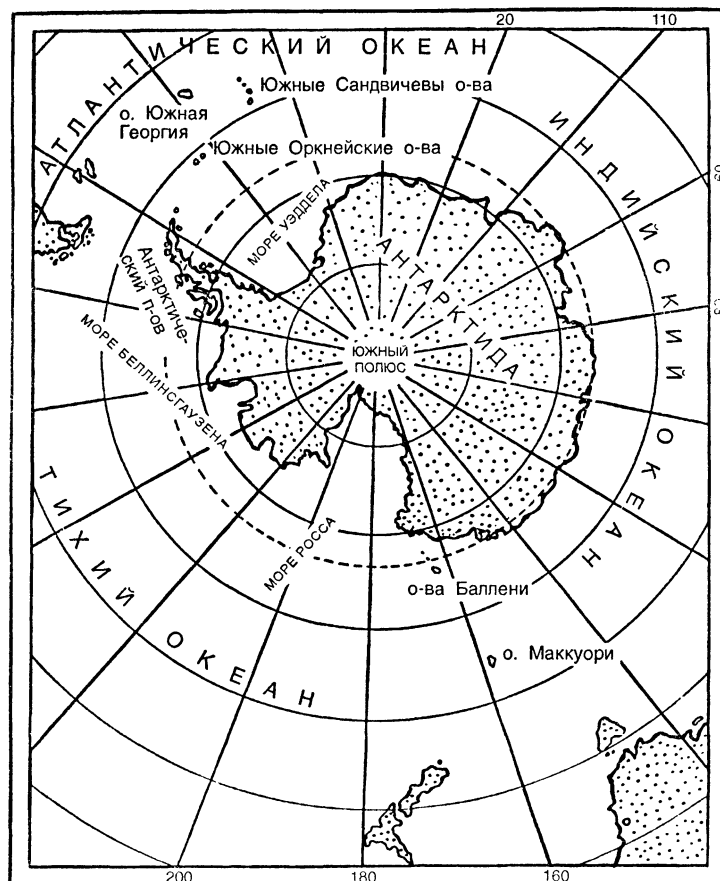 20
110
АТЛАНТИЧЕСКИЙ ОКЕАН
Южные Сандвичевы о-ва
о. Южная
Георгия
Южные Оркнейские о-ва
ИНДИЙСКИЙ ОКЕАН
МОРЕ УЭДДЕЛА
АНТАРКТИДА
Антарктиче-
ский п-ов
ЮЖНЫЙ
ПОЛЮС
МОРЕ БЕЛЛИНСГАУЗЕНА
МОРЕ РОССА
ТИХИЙ ОКЕАН
о-ва Баллени
о. Маккуори
200
180
160